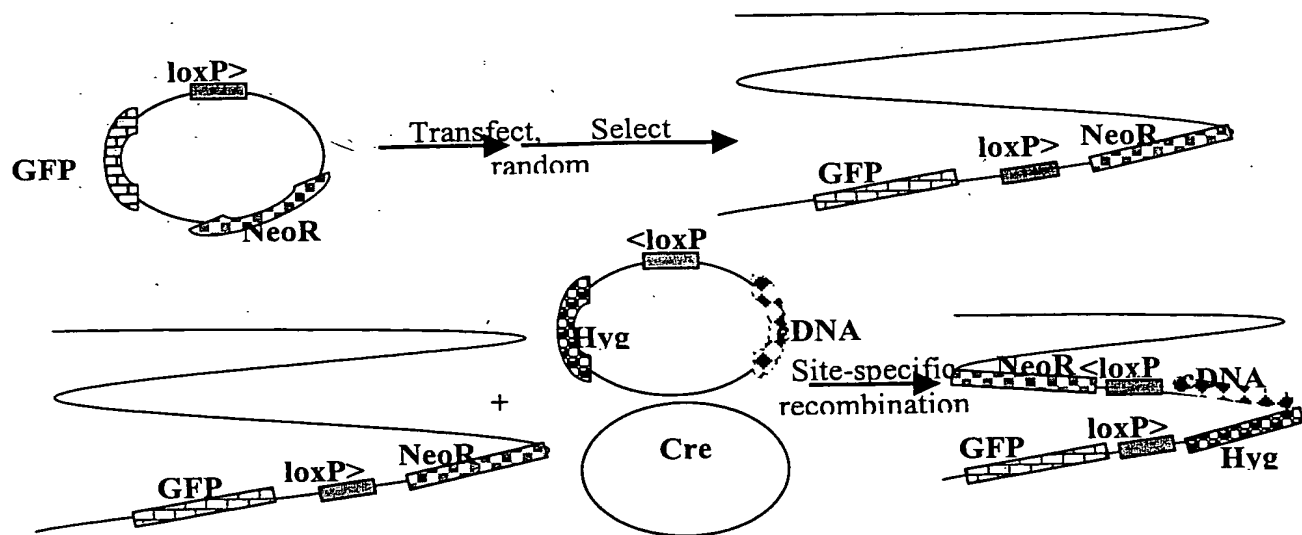 loxP>
GFP
NeoR
Transfect, Select
random
GFP loxP> NeoR
<loxP
Hyg
cDNA
Cre
+
GFP loxP> NeoR
Site-specific
recombination
NeoR <loxP cDNA
GFP loxP> Hyg